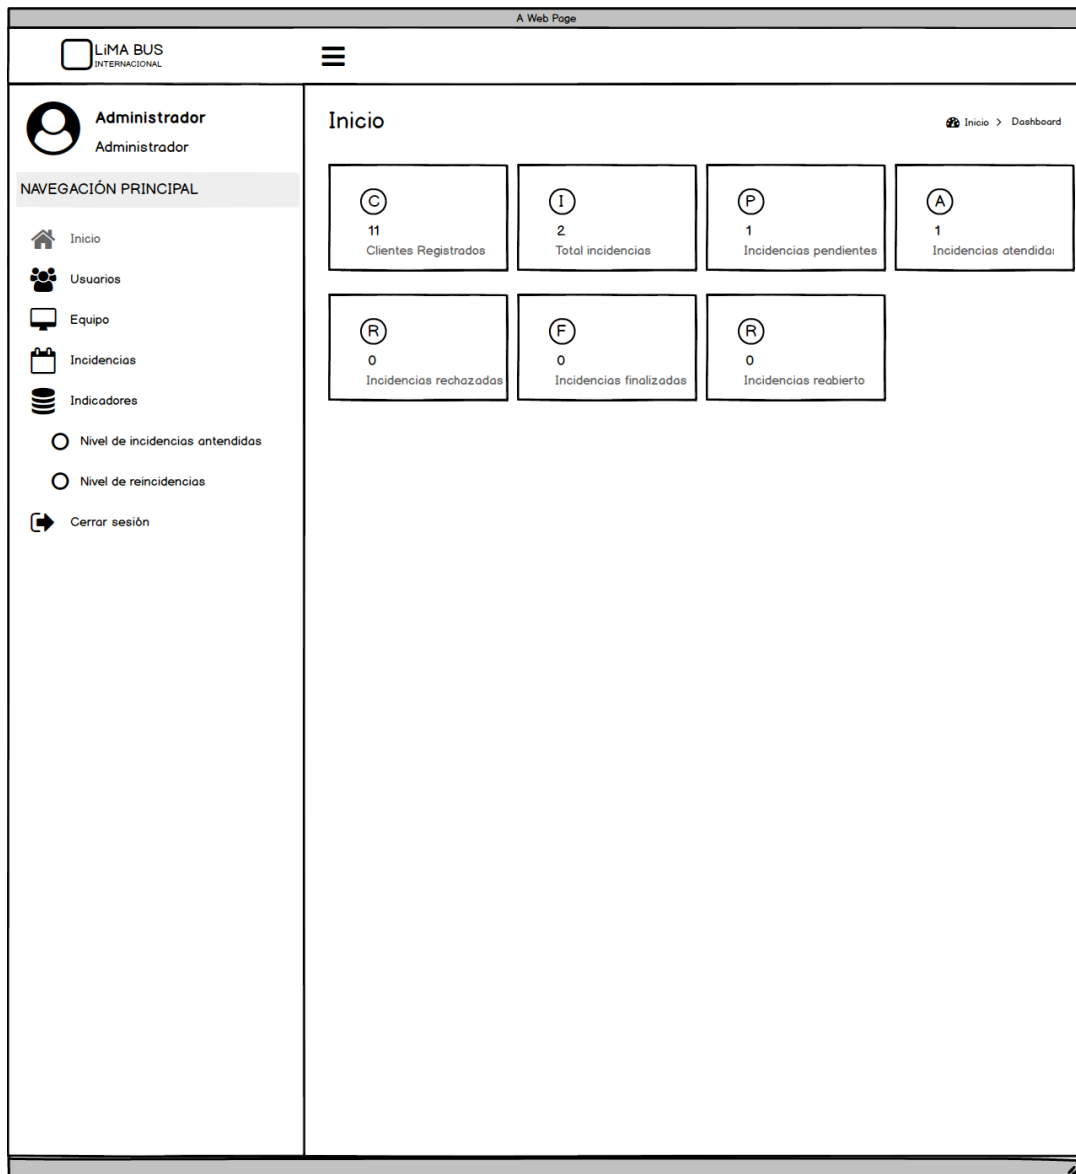 A Web Page
LiMA BUS
INTERNACIONAL
Administrador
Administrador
NAVEGACIÓN PRINCIPAL
Inicio
Usuarios
Equipo
Incidencias
Indicadores
Nivel de incidencias antendidas
Nivel de reincidencias
Cerrar sesión
Inicio
Inicio > Dashboard
C
11
Clientes Registrados
I
2
Total incidencias
P
1
Incidencias pendientes
A
1
Incidencias atendida
R
0
Incidencias rechazadas
F
0
Incidencias finalizadas
R
0
Incidencias reabierto